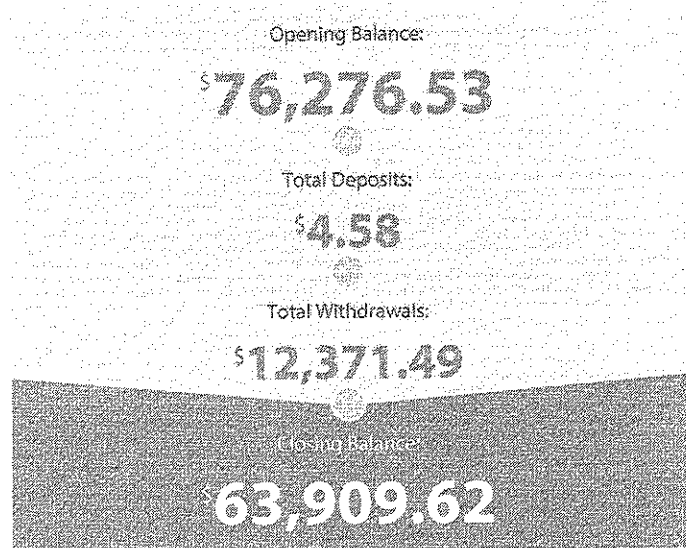 Opening Balance:
$76,276.53
Total Deposits:
$4.58
Total Withdrawals:
$12,371.49
Closing Balance:
$63,909.62